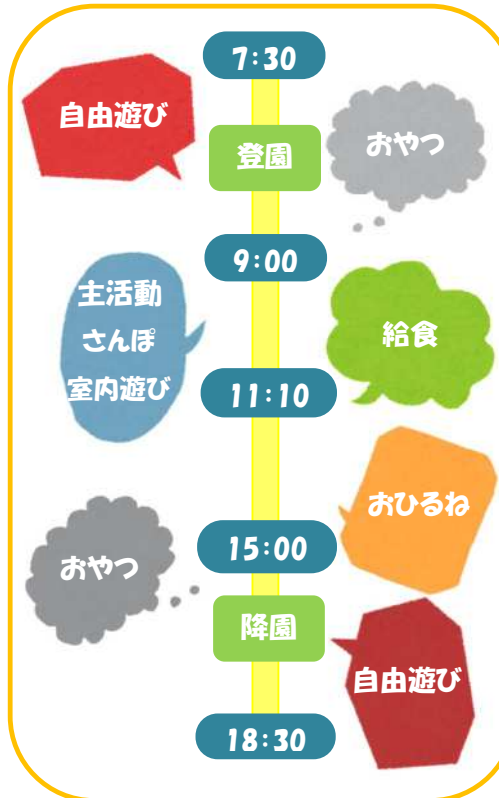 7:30
自由遊び
登園
おやつ
9:00
主活動
さんぽ
室内遊び
給食
11:10
おひるね
15:00
おやつ
降園
自由遊び
18:30